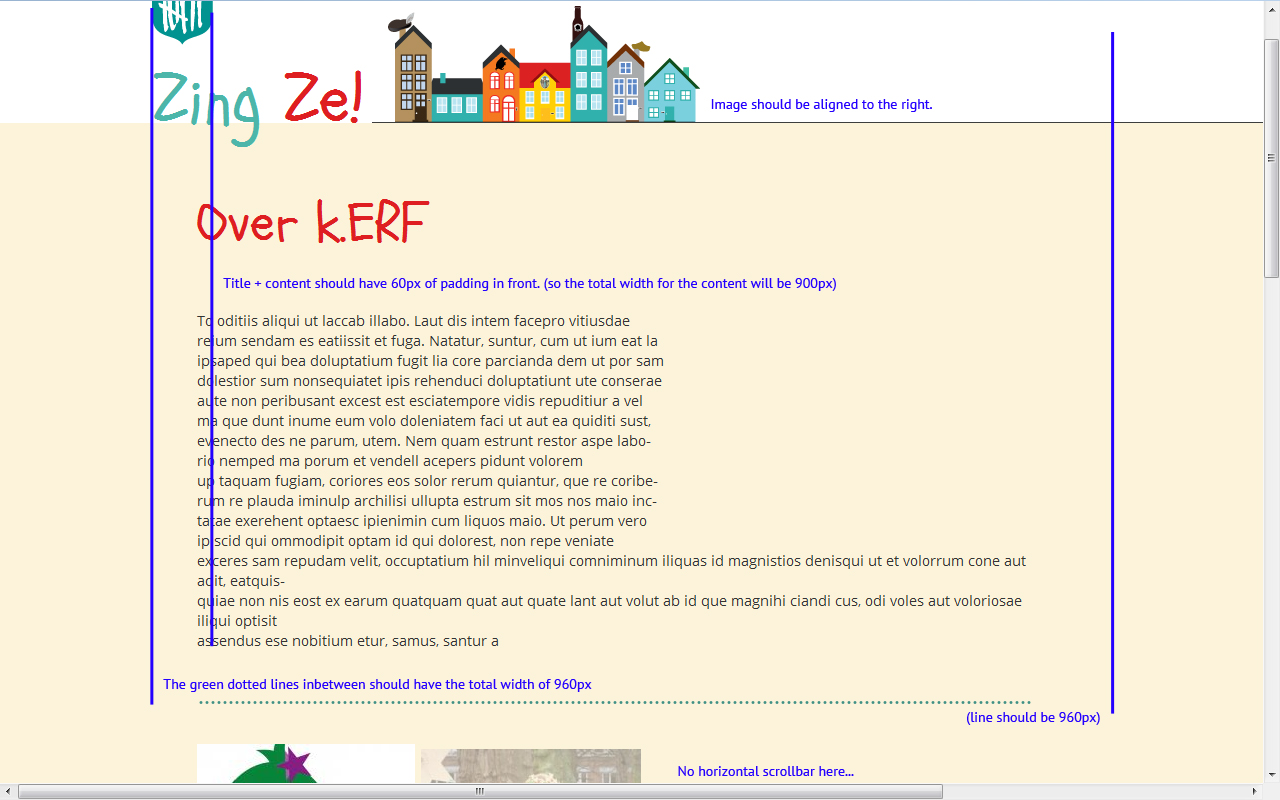 Zing Ze!
Image should be aligned to the right.
Over k.ERF
Title + content should have 60px of padding in front. (so the total width for the content will be 900px)
To oditiis aliqui ut laccab illabo. Laut dis intem facepro vitiusdae
reium sendam es eatiissit et fuga. Natatur, suntur, cum ut ium eat la
ipsaped qui bea doluptatium fugit lia core parcianda dem ut por sam
dolestior sum nonsequiatet ipis rehenduci doluptatiunt ute conserae
aute non peribusant excest est esciatempore vidis repuditiur a vel
ma que dunt inume eum volo doleniatem faci ut aut ea quiditi sust,
evenecto des ne parum, utem. Nem quam estrunt restor aspe labo-
rio nemped ma porum et vendell acepers pidunt volorem
up taquam fugiam, coriores eos solor rerum quiantur, que re coribe-
rum re plauda iminulp archilisi ullupta estrum sit mos nos maio inc-
tatae exerehent optaesc ipienimin cum liquos maio. Ut perum vero
ipiscid qui ommodipit optam id qui dolorest, non repe veniate
exceres sam repudam velit, occuptatium hil minveliqui comniminum iliquas id magnistios denisqui ut et volorrum cone aut
adit, eatquis-
quiae non nis eost ex earum quatquam quat aut quate lant aut volut ab id que magnihi ciandi cus, odi voles aut voloriosae
iliqui optisit
assendus ese nobitium etur, samus, santur a
The green dotted lines inbetween should have the total width of 960px
(line should be 960px)
No horizontal scrollbar here...